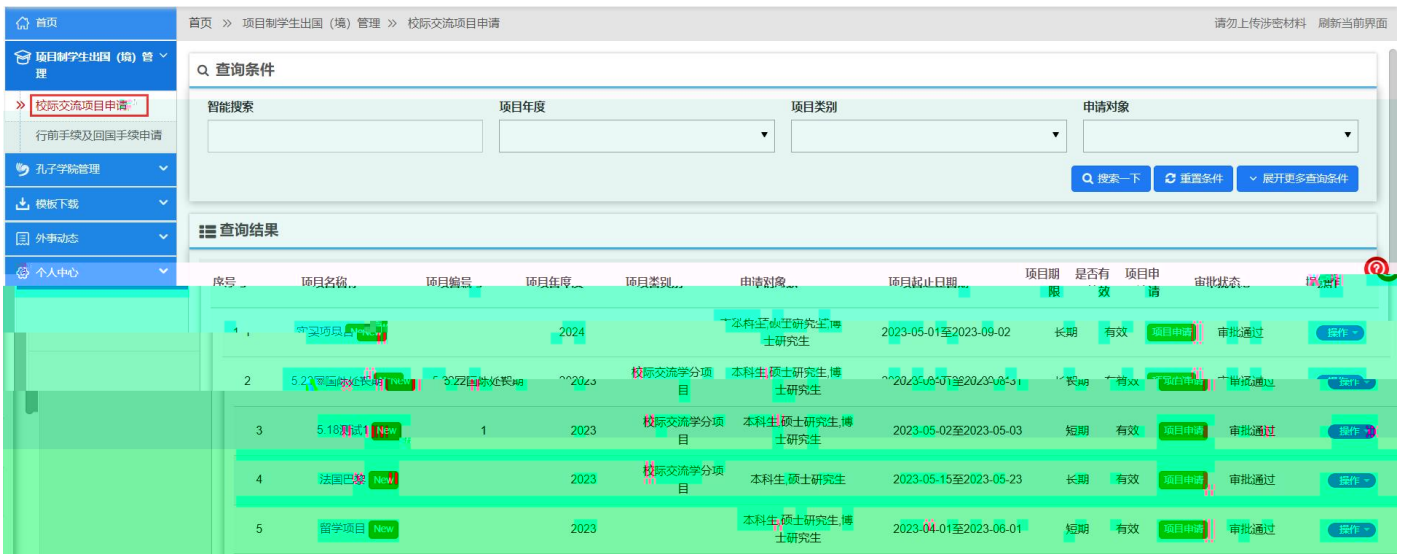 首页
首页 » 项目制学生出国（境）管理 » 校际交流项目申请
请勿上传涉密材料 刷新当前界面
项目制学生出国（境）管理
校际交流项目申请
行前手续及回国手续申请
孔子学院管理
模板下载
外事动态
个人中心
查询条件
智能搜索 项目年度 项目类别 申请对象
搜索一下 重置条件 展开更多查询条件
查询结果
序号 项目名称 项目编号 项目年度 项目类别 申请对象 项目起止日期 项目期限 是否有效 项目申请 审批状态 操作
1 New 2024 本科生,硕士研究生,博士研究生 2023-05-01至2023-09-02 长期 有效 项目申请 审批通过 操作
2 New 校际交流学分项目 本科生,硕士研究生,博士研究生 长期 有效 项目申请 审批通过 操作
3 5.18测试1 New 1 2023 校际交流学分项目 本科生,硕士研究生,博士研究生 2023-05-02至2023-05-03 短期 有效 项目申请 审批通过 操作
4 法国巴黎 New 2023 校际交流学分项目 本科生,硕士研究生 2023-05-15至2023-05-23 长期 有效 项目申请 审批通过 操作
5 留学项目 New 2023 本科生,硕士研究生,博士研究生 2023-04-01至2023-06-01 短期 有效 项目申请 审批通过 操作